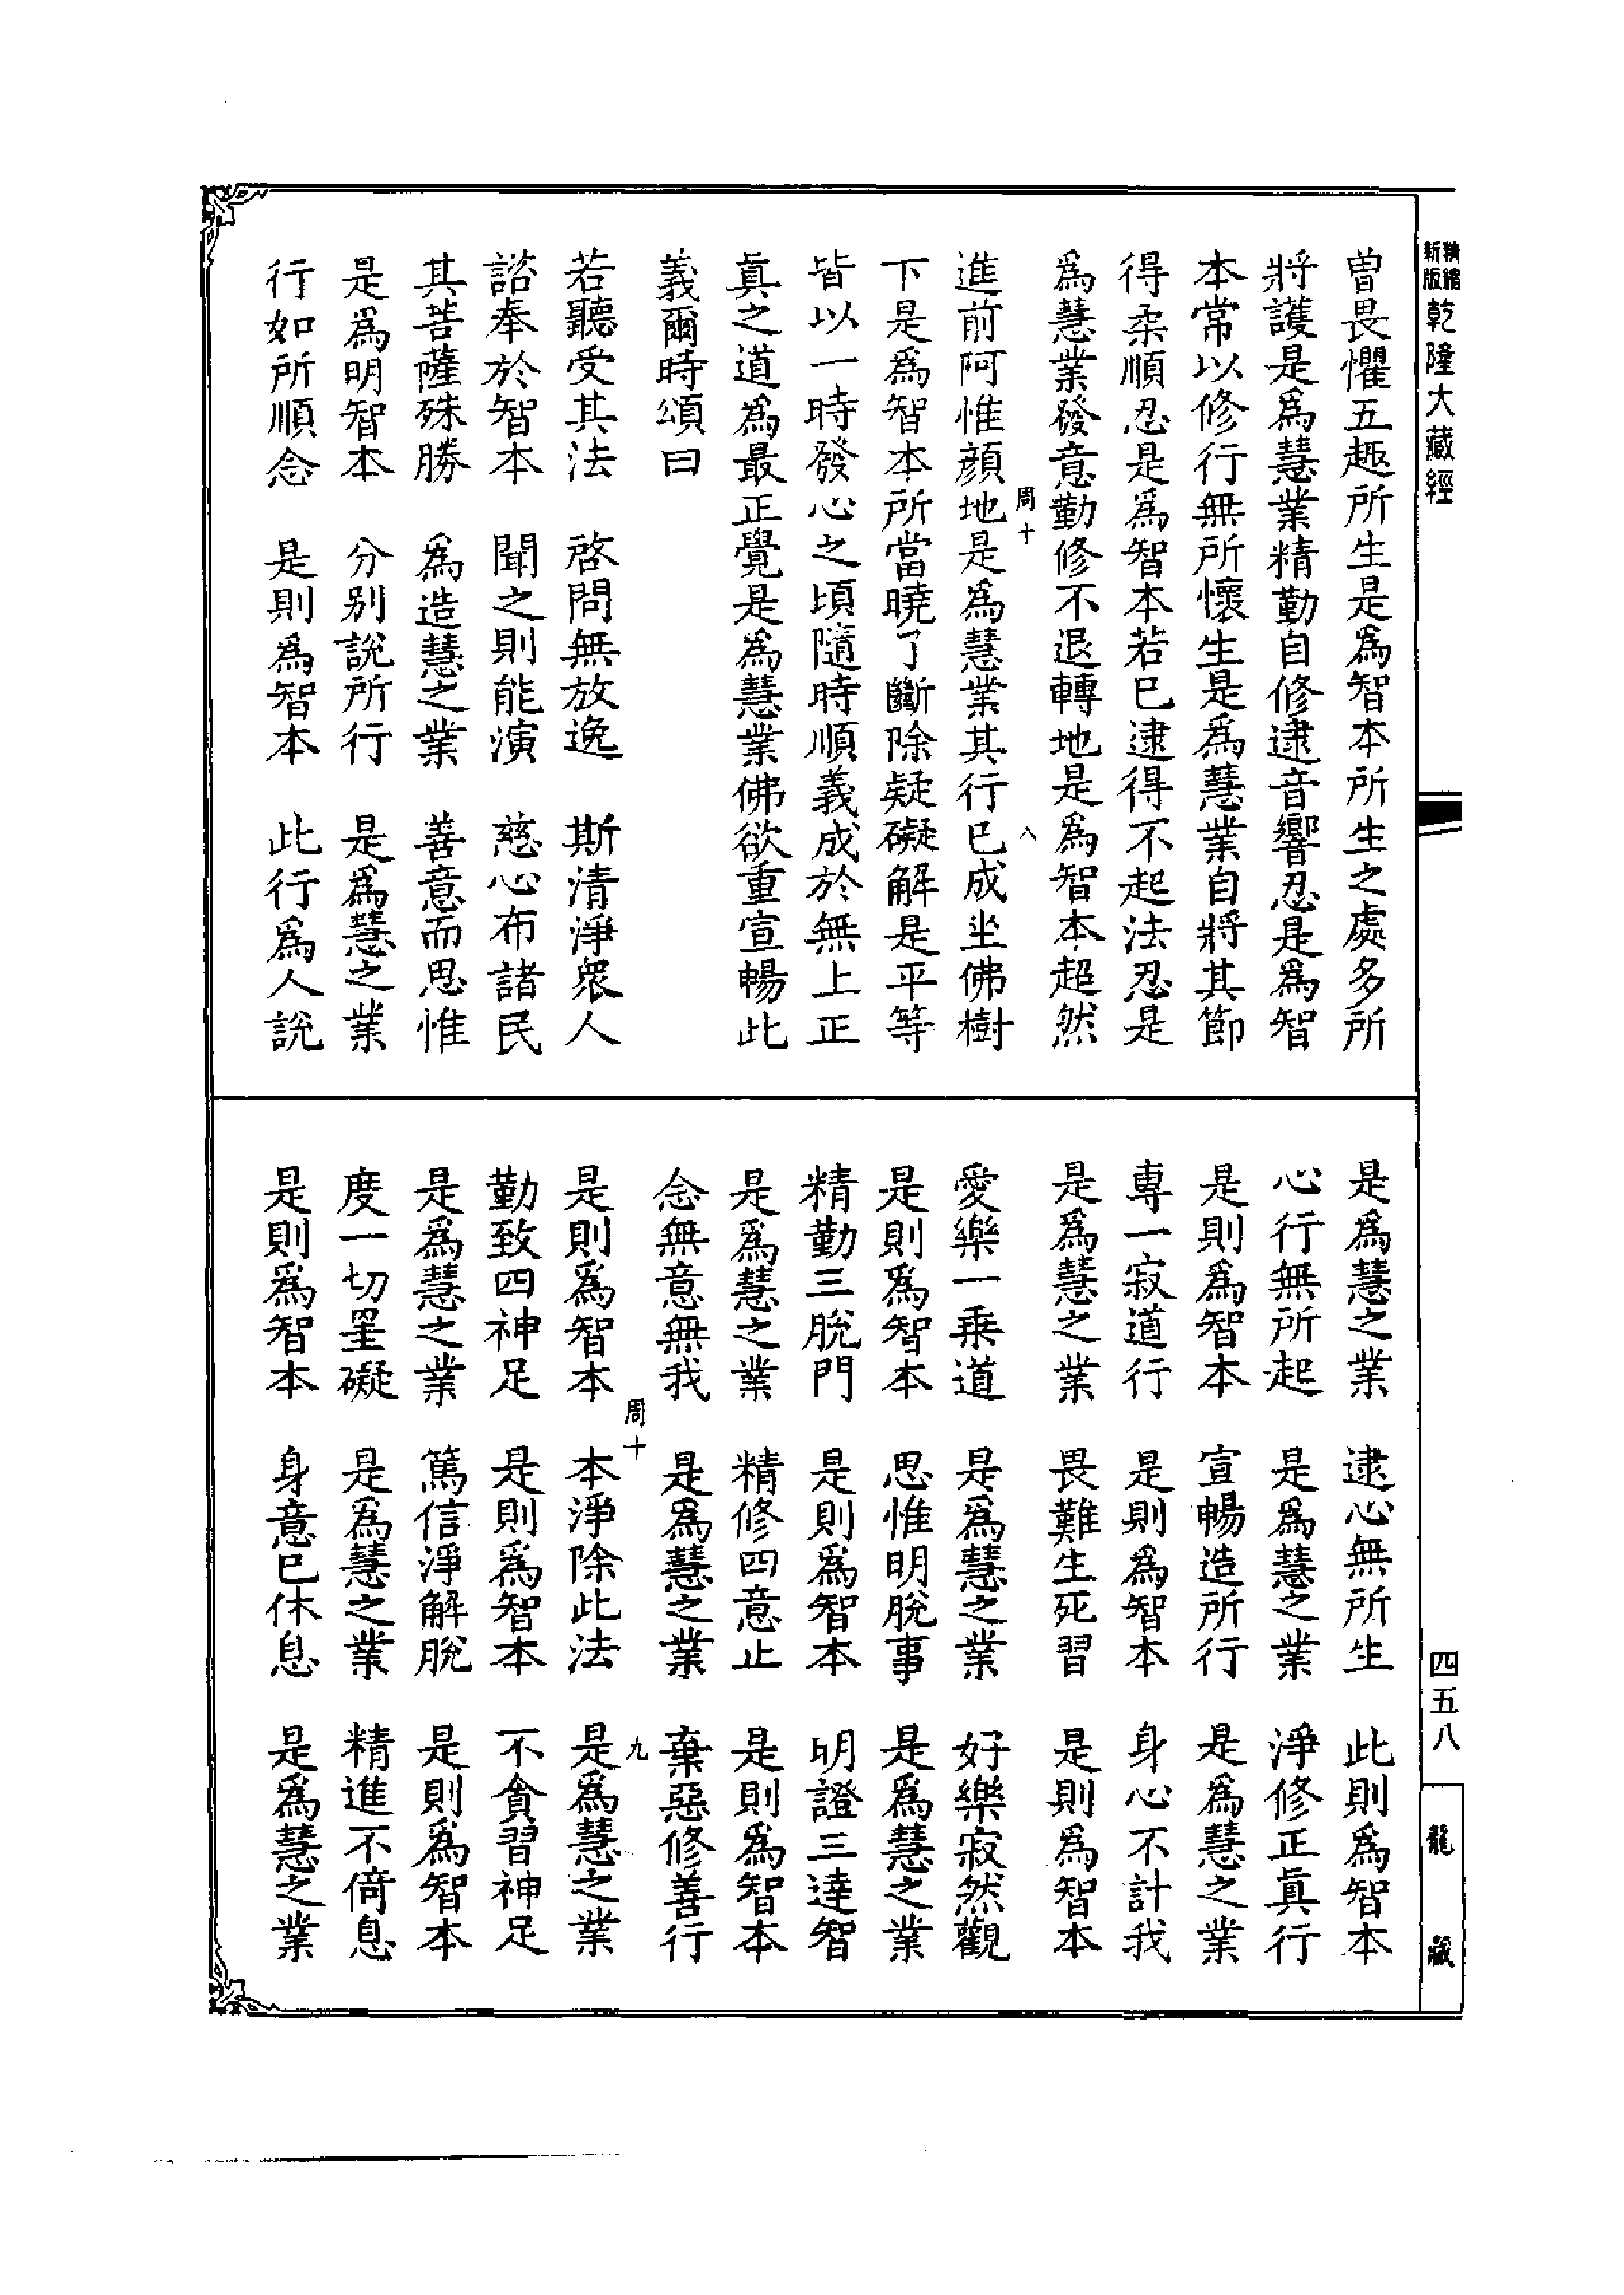 精縮新版乾隆大藏經
曽畏懼五趣所生是爲智本所生之處多所
將護是爲慧業精勤自修逮音響忍是爲智
本常以修行無所懷生是爲慧業自將其節
得柔順忍是爲智本若已逮得不起法忍是
爲慧業發意勤修不退轉地是爲智本超然
進前阿惟顔地是爲慧業其行已成坐佛樹
周十 八
下是爲智本所當曉了斷除疑礙解是平等
皆以一時發心之頃隨時順義成於無上正
真之道爲最正覺是爲慧業佛欲重宣暢此
義爾時頌曰
若聽受其法 啓問無放逸 斯清淨衆人
諮奉於智本 聞之則能演 慈心布諸民
其菩薩殊勝 爲造慧之業 善意而思惟
是爲明智本 分别說所行 是爲慧之業
行如所順念 是則爲智本 此行爲人說
是爲慧之業 逮心無所生 此則爲智本
心行無所起 是爲慧之業 淨修正真行
是則爲智本 宣暢造所行 是爲慧之業
專一寂道行 是則爲智本 身心不計我
是爲慧之業 畏難生死習 是則爲智本
愛樂一乗道 是爲慧之業 好樂寂然觀
是則爲智本 思惟明脫事 是爲慧之業
精勤三脫門 是則爲智本 明證三達智
是爲慧之業 精修四意止 是則爲智本
念無意無我 是爲慧之業 棄惡修善行
周十 九
是則爲智本 本淨除此法 是爲慧之業
勤致四神足 是則爲智本 不貪習神足
是爲慧之業 篤信淨解脫 是則爲智本
度一切罣礙 是爲慧之業 精進不倚息
是則爲智本 身意已休息 是爲慧之業
四五八
龍藏